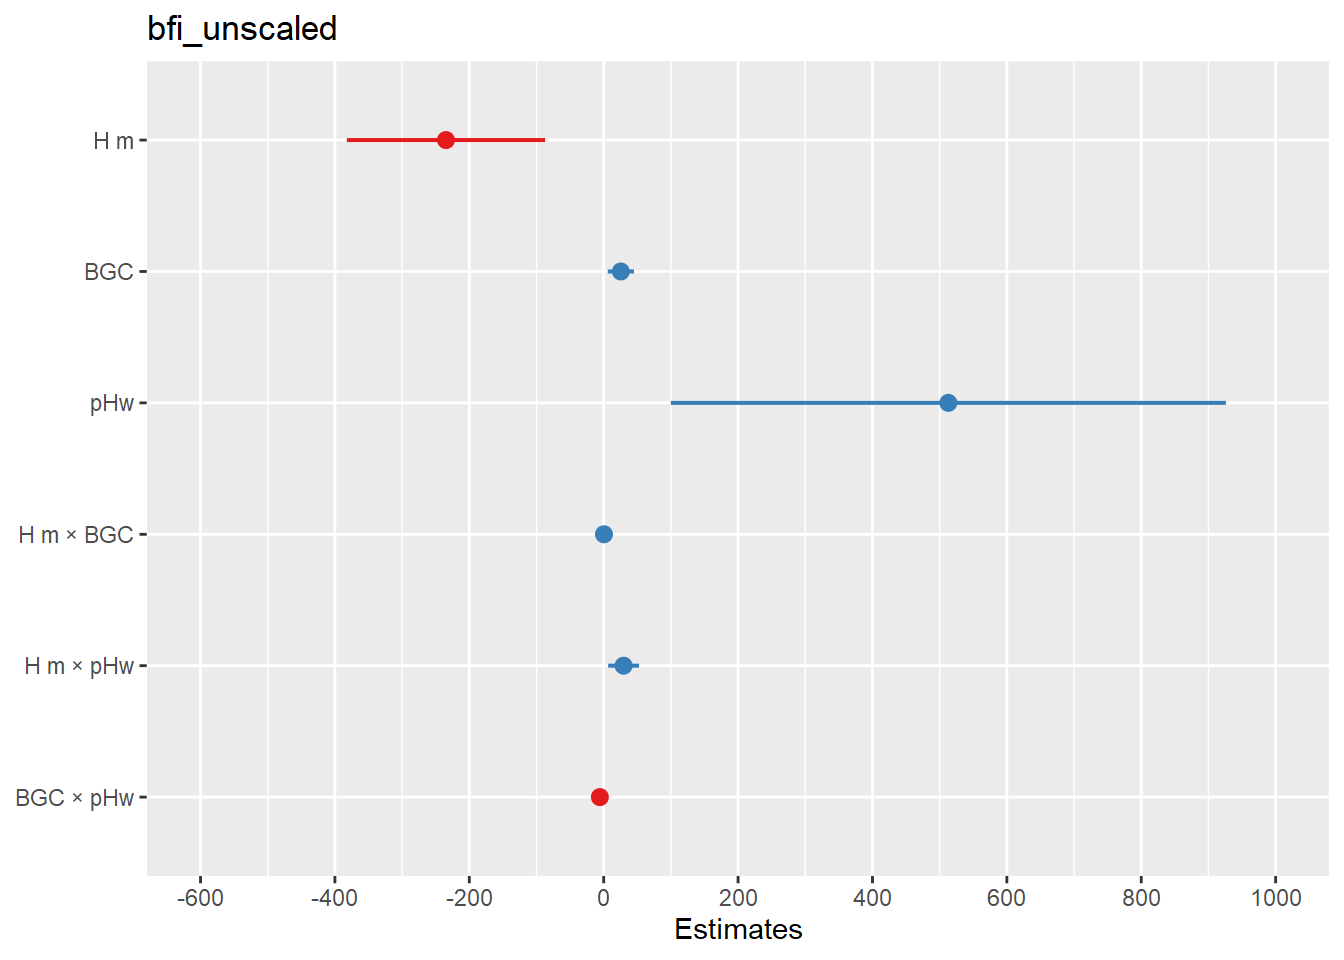 bfi_unscaled
H m
BGC
pHw
H m × BGC
H m × pHw
BGC × pHw
-600 -400 -200 0 200 400 600 800 1000
Estimates